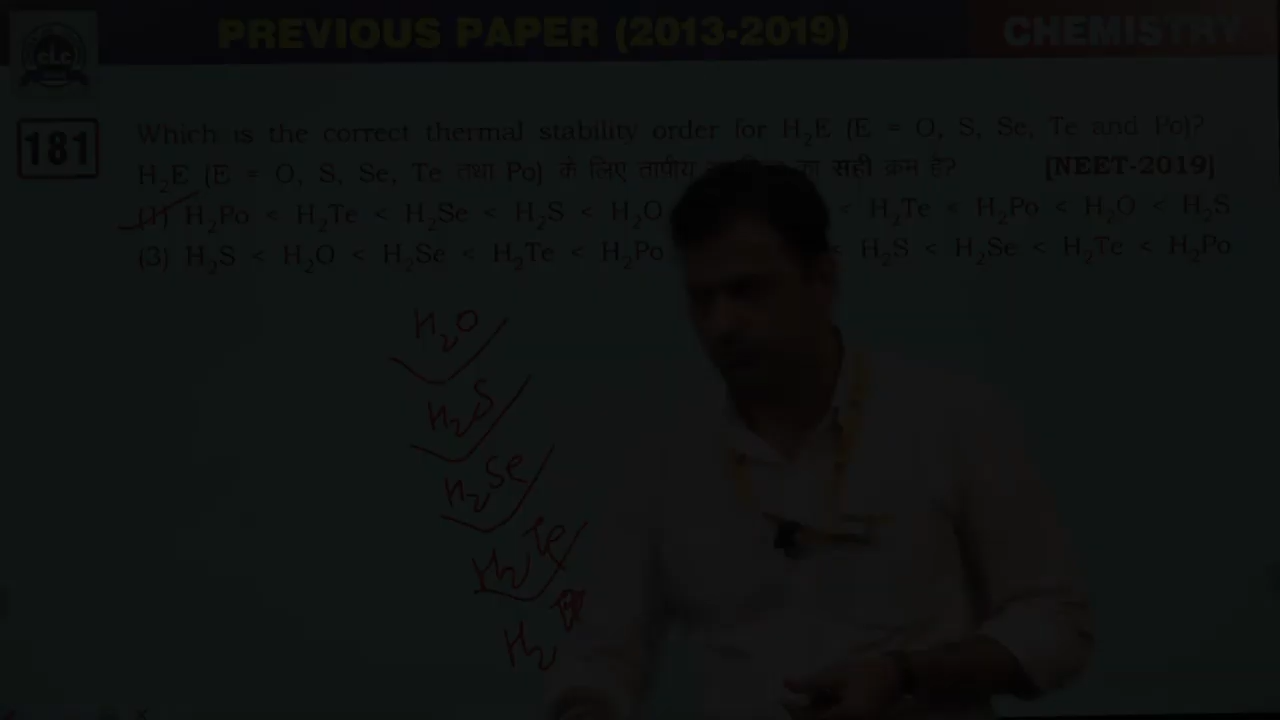 PREVIOUS PAPER (2013-2019)
CHEMISTRY
CLC
181
Which is the correct thermal stability order for H₂E (E = O, S, Se, Te and Po)?
H₂E (E = O, S, Se, Te तथा Po) के लिए तापीय का सही क्रम है? [NEET-2019]
(1) H₂Po < H₂Te < H₂Se < H₂S < H₂O < H₂Te < H₂Po < H₂O < H₂S
(3) H₂S < H₂O < H₂Se < H₂Te < H₂Po < H₂S < H₂Se < H₂Te < H₂Po
H₂O
H₂S
H₂Se
H₂Te
H₂